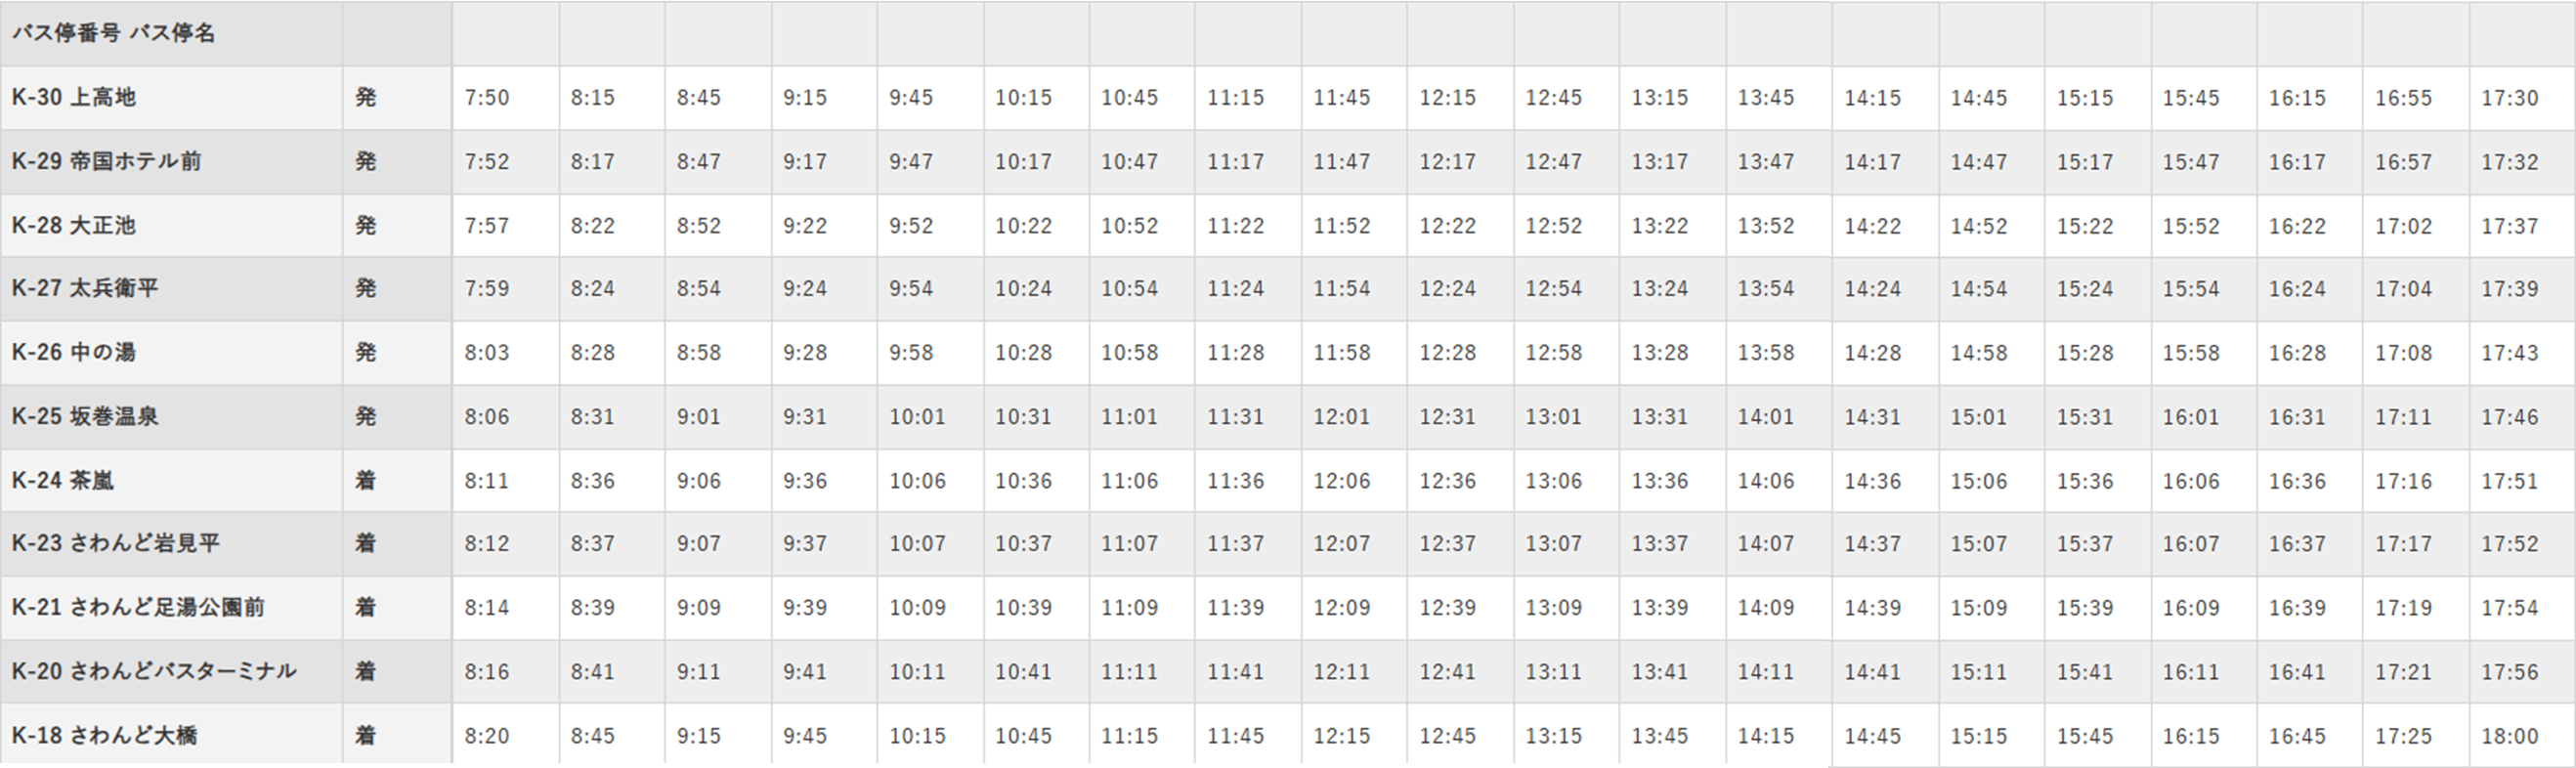 バス停番号 バス停名
K-30 上高地 発 7:50 8:15 8:45 9:15 9:45 10:15 10:45 11:15 11:45 12:15 12:45 13:15 13:45 14:15 14:45 15:15 15:45 16:15 16:55 17:30
K-29 帝国ホテル前 発 7:52 8:17 8:47 9:17 9:47 10:17 10:47 11:17 11:47 12:17 12:47 13:17 13:47 14:17 14:47 15:17 15:47 16:17 16:57 17:32
K-28 大正池 発 7:57 8:22 8:52 9:22 9:52 10:22 10:52 11:22 11:52 12:22 12:52 13:22 13:52 14:22 14:52 15:22 15:52 16:22 17:02 17:37
K-27 太兵衛平 発 7:59 8:24 8:54 9:24 9:54 10:24 10:54 11:24 11:54 12:24 12:54 13:24 13:54 14:24 14:54 15:24 15:54 16:24 17:04 17:39
K-26 中の湯 発 8:03 8:28 8:58 9:28 9:58 10:28 10:58 11:28 11:58 12:28 12:58 13:28 13:58 14:28 14:58 15:28 15:58 16:28 17:08 17:43
K-25 坂巻温泉 発 8:06 8:31 9:01 9:31 10:01 10:31 11:01 11:31 12:01 12:31 13:01 13:31 14:01 14:31 15:01 15:31 16:01 16:31 17:11 17:46
K-24 茶嵐 着 8:11 8:36 9:06 9:36 10:06 10:36 11:06 11:36 12:06 12:36 13:06 13:36 14:06 14:36 15:06 15:36 16:06 16:36 17:16 17:51
K-23 さわんど岩見平 着 8:12 8:37 9:07 9:37 10:07 10:37 11:07 11:37 12:07 12:37 13:07 13:37 14:07 14:37 15:07 15:37 16:07 16:37 17:17 17:52
K-21 さわんど足湯公園前 着 8:14 8:39 9:09 9:39 10:09 10:39 11:09 11:39 12:09 12:39 13:09 13:39 14:09 14:39 15:09 15:39 16:09 16:39 17:19 17:54
K-20 さわんどバスターミナル 着 8:16 8:41 9:11 9:41 10:11 10:41 11:11 11:41 12:11 12:41 13:11 13:41 14:11 14:41 15:11 15:41 16:11 16:41 17:21 17:56
K-18 さわんど大橋 着 8:20 8:45 9:15 9:45 10:15 10:45 11:15 11:45 12:15 12:45 13:15 13:45 14:15 14:45 15:15 15:45 16:15 16:45 17:25 18:00